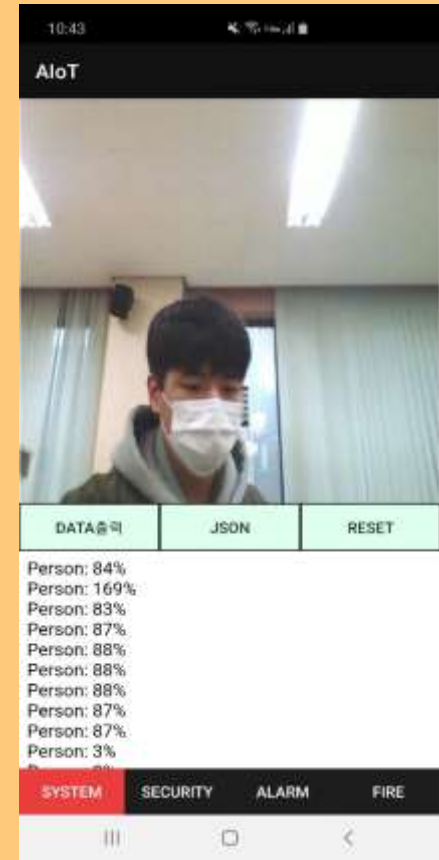 10:43
AIoT
DATA출력 JSON RESET
Person: 84%
Person: 169%
Person: 83%
Person: 87%
Person: 88%
Person: 88%
Person: 88%
Person: 87%
Person: 87%
Person: 3%
SYSTEM SECURITY ALARM FIRE